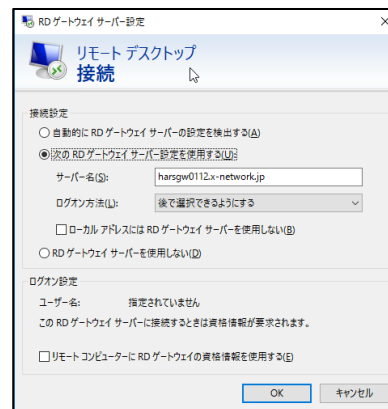 RD ゲートウェイ サーバー設定
リモート デスクトップ
接続
接続設定
自動的に RD ゲートウェイ サーバーの設定を検出する(A)
次の RD ゲートウェイ サーバー設定を使用する(U):
サーバー名(S): harsgw0112.x-network.jp
ログオン方法(L): 後で選択できるようにする
ローカル アドレスには RD ゲートウェイ サーバーを使用しない(B)
RD ゲートウェイ サーバーを使用しない(D)
ログオン設定
ユーザー名: 指定されていません
この RD ゲートウェイ サーバーに接続するときは資格情報が要求されます。
リモート コンピューターに RD ゲートウェイの資格情報を使用する(E)
OK キャンセル